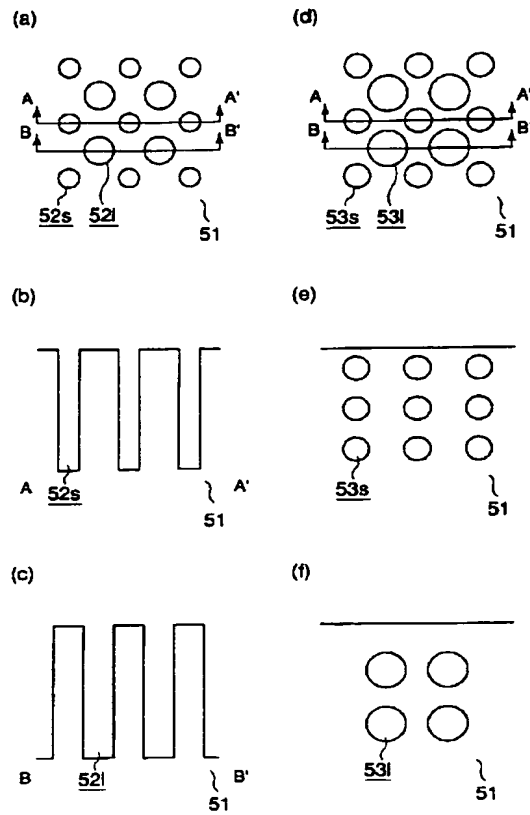 (a)
A A'
B B'
52s 52l
51
(b)
A 52s A'
51
(c)
B 52l B'
51
(d)
A A'
B B'
53s 53l
51
(e)
53s
51
(f)
53l
51